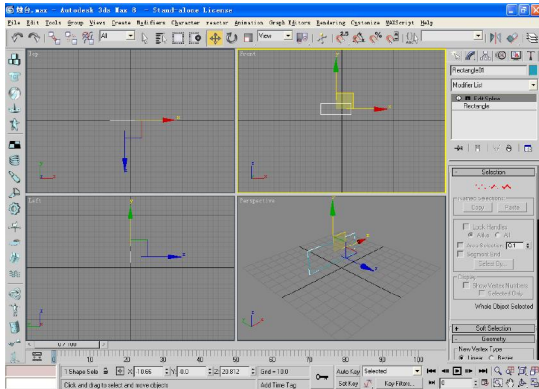 .max - Autodesk 3ds Max 8 - Stand-alone License
File Edit Tools Group Views Create Modifiers Character reactor Animation Graph Editors Rendering Customize MAXScript Help
All
View
Top
Front
Left
Perspective
Rectangle01
Modifier List
Edit Spline
Rectangle
Selection
Named Selections:
Copy Paste
Lock Handles
Alike All
Area Selection: 0.1
Segment End
Select By...
Display
Show Vertex Numbers
Selected Only
Whole Object Selected
Soft Selection
Geometry
New Vertex Type
Linear Bezier
0 / 100
0 10 20 30 40 50 60 70 80 90 100
1 Shape Sele X: Y: Z: 20.812 Grid = 10.0
Auto Key Selected
Click and drag to select and move objects Add Time Tag
Set Key Key Filters...